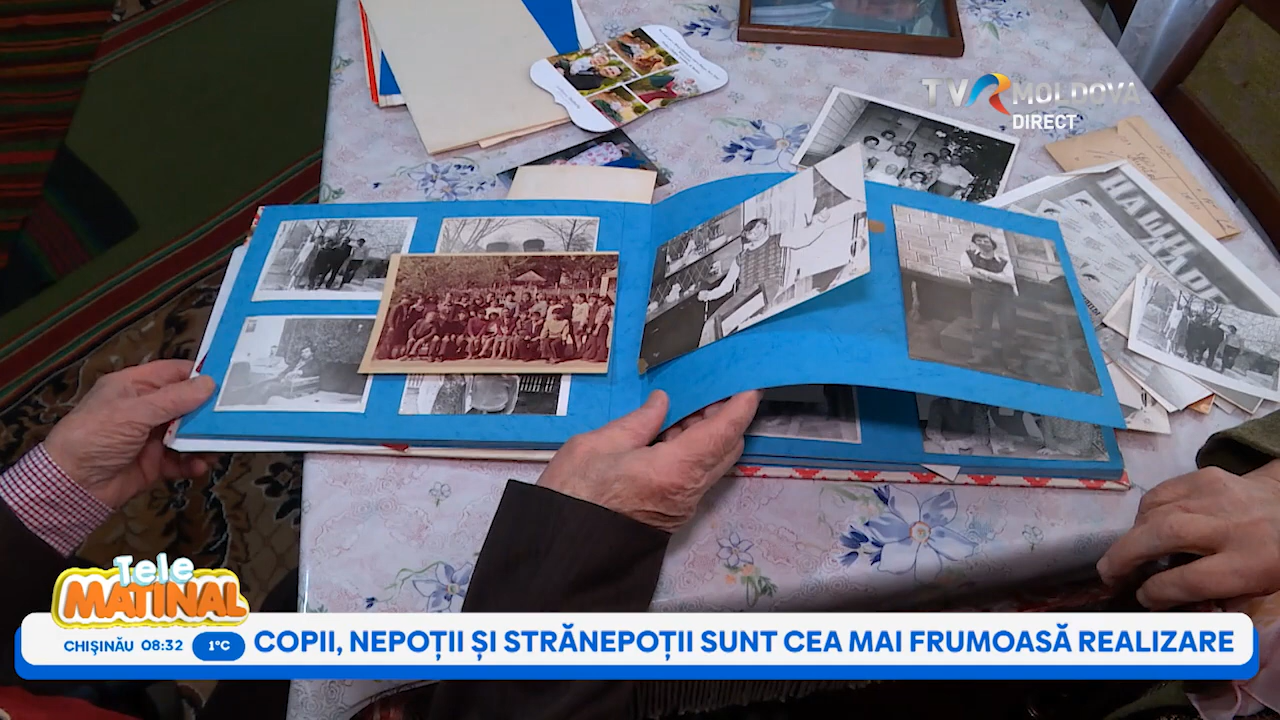 TVR MOLDOVA
DIRECT
Tele
MATINAL
CHIȘINĂU 08:32 1°C
COPII, NEPOȚII ȘI STRĂNEPOȚII SUNT CEA MAI FRUMOASĂ REALIZARE